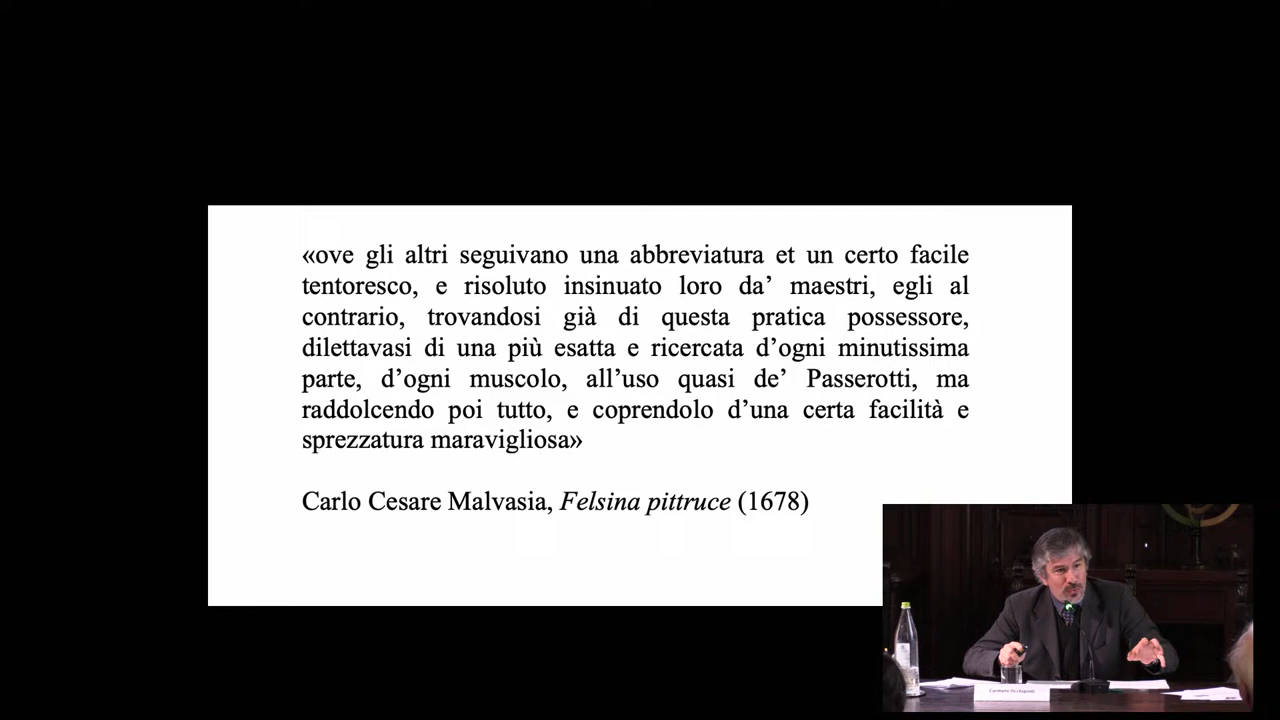 «ove gli altri seguivano una abbreviatura et un certo facile
tentoresco, e risoluto insinuato loro da’ maestri, egli al
contrario, trovandosi già di questa pratica possessore,
dilettavasi di una più esatta e ricercata d’ogni minutissima
parte, d’ogni muscolo, all’uso quasi de’ Passerotti, ma
raddolcendo poi tutto, e coprendolo d’una certa facilità e
sprezzatura maravigliosa»
Carlo Cesare Malvasia, Felsina pittruce (1678)
Carmelo Occhipinti